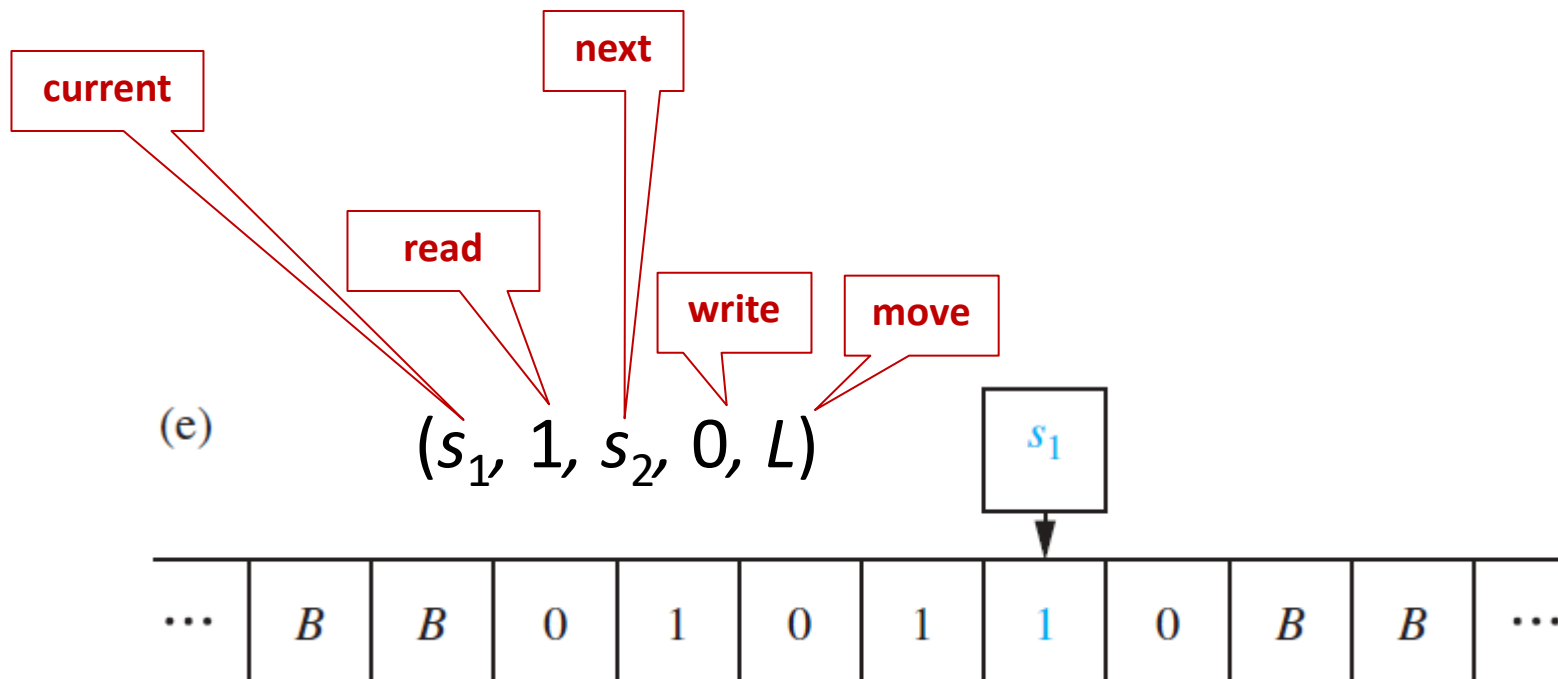 next
current
read
write
move
(e)
(s₁, 1, s₂, 0, L)
s₁
··· B B 0 1 0 1 1 0 B B ···